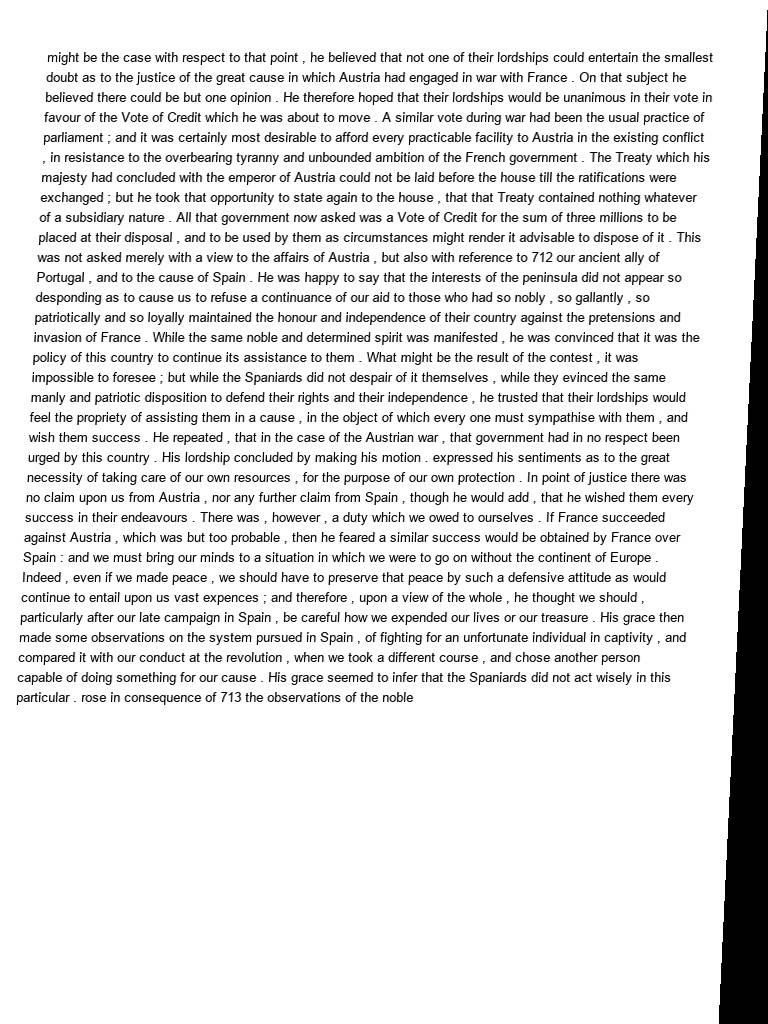 might be the case with respect to that point , he believed that not one of their lordships could entertain the smallest
doubt as to the justice of the great cause in which Austria had engaged in war with France . On that subject he
believed there could be but one opinion . He therefore hoped that their lordships would be unanimous in their vote in
favour of the Vote of Credit which he was about to move . A similar vote during war had been the usual practice of
parliament ; and it was certainly most desirable to afford every practicable facility to Austria in the existing conflict
, in resistance to the overbearing tyranny and unbounded ambition of the French government . The Treaty which his
majesty had concluded with the emperor of Austria could not be laid before the house till the ratifications were
exchanged ; but he took that opportunity to state again to the house , that that Treaty contained nothing whatever
of a subsidiary nature . All that government now asked was a Vote of Credit for the sum of three millions to be
placed at their disposal , and to be used by them as circumstances might render it advisable to dispose of it . This
was not asked merely with a view to the affairs of Austria , but also with reference to 712 our ancient ally of
Portugal , and to the cause of Spain . He was happy to say that the interests of the peninsula did not appear so
desponding as to cause us to refuse a continuance of our aid to those who had so nobly , so gallantly , so
patriotically and so loyally maintained the honour and independence of their country against the pretensions and
invasion of France . While the same noble and determined spirit was manifested , he was convinced that it was the
policy of this country to continue its assistance to them . What might be the result of the contest , it was
impossible to foresee ; but while the Spaniards did not despair of it themselves , while they evinced the same
manly and patriotic disposition to defend their rights and their independence , he trusted that their lordships would
feel the propriety of assisting them in a cause , in the object of which every one must sympathise with them , and
wish them success . He repeated , that in the case of the Austrian war , that government had in no respect been
urged by this country . His lordship concluded by making his motion . expressed his sentiments as to the great
necessity of taking care of our own resources , for the purpose of our own protection . In point of justice there was
no claim upon us from Austria , nor any further claim from Spain , though he would add , that he wished them every
success in their endeavours . There was , however , a duty which we owed to ourselves . If France succeeded
against Austria , which was but too probable , then he feared a similar success would be obtained by France over
Spain : and we must bring our minds to a situation in which we were to go on without the continent of Europe .
Indeed , even if we made peace , we should have to preserve that peace by such a defensive attitude as would
continue to entail upon us vast expences ; and therefore , upon a view of the whole , he thought we should ,
particularly after our late campaign in Spain , be careful how we expended our lives or our treasure . His grace then
made some observations on the system pursued in Spain , of fighting for an unfortunate individual in captivity , and
compared it with our conduct at the revolution , when we took a different course , and chose another person
capable of doing something for our cause . His grace seemed to infer that the Spaniards did not act wisely in this
particular . rose in consequence of 713 the observations of the noble